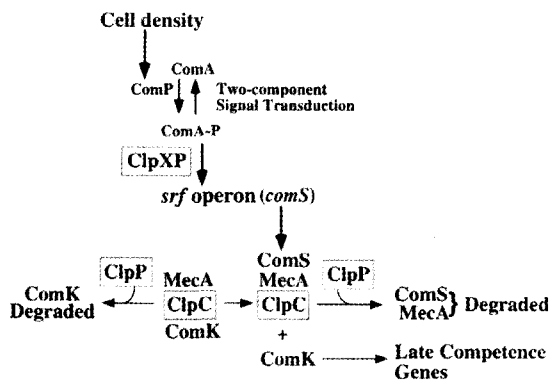 Cell density
ComA
ComP
Two-component
Signal Transduction
ComA~P
ClpXP
srf operon (comS)
ComS
ClpP
MecA
MecA
ClpP
ComK
Degraded
ClpC
ClpC
ComS
MecA } Degraded
ComK
+
ComK
Late Competence
Genes